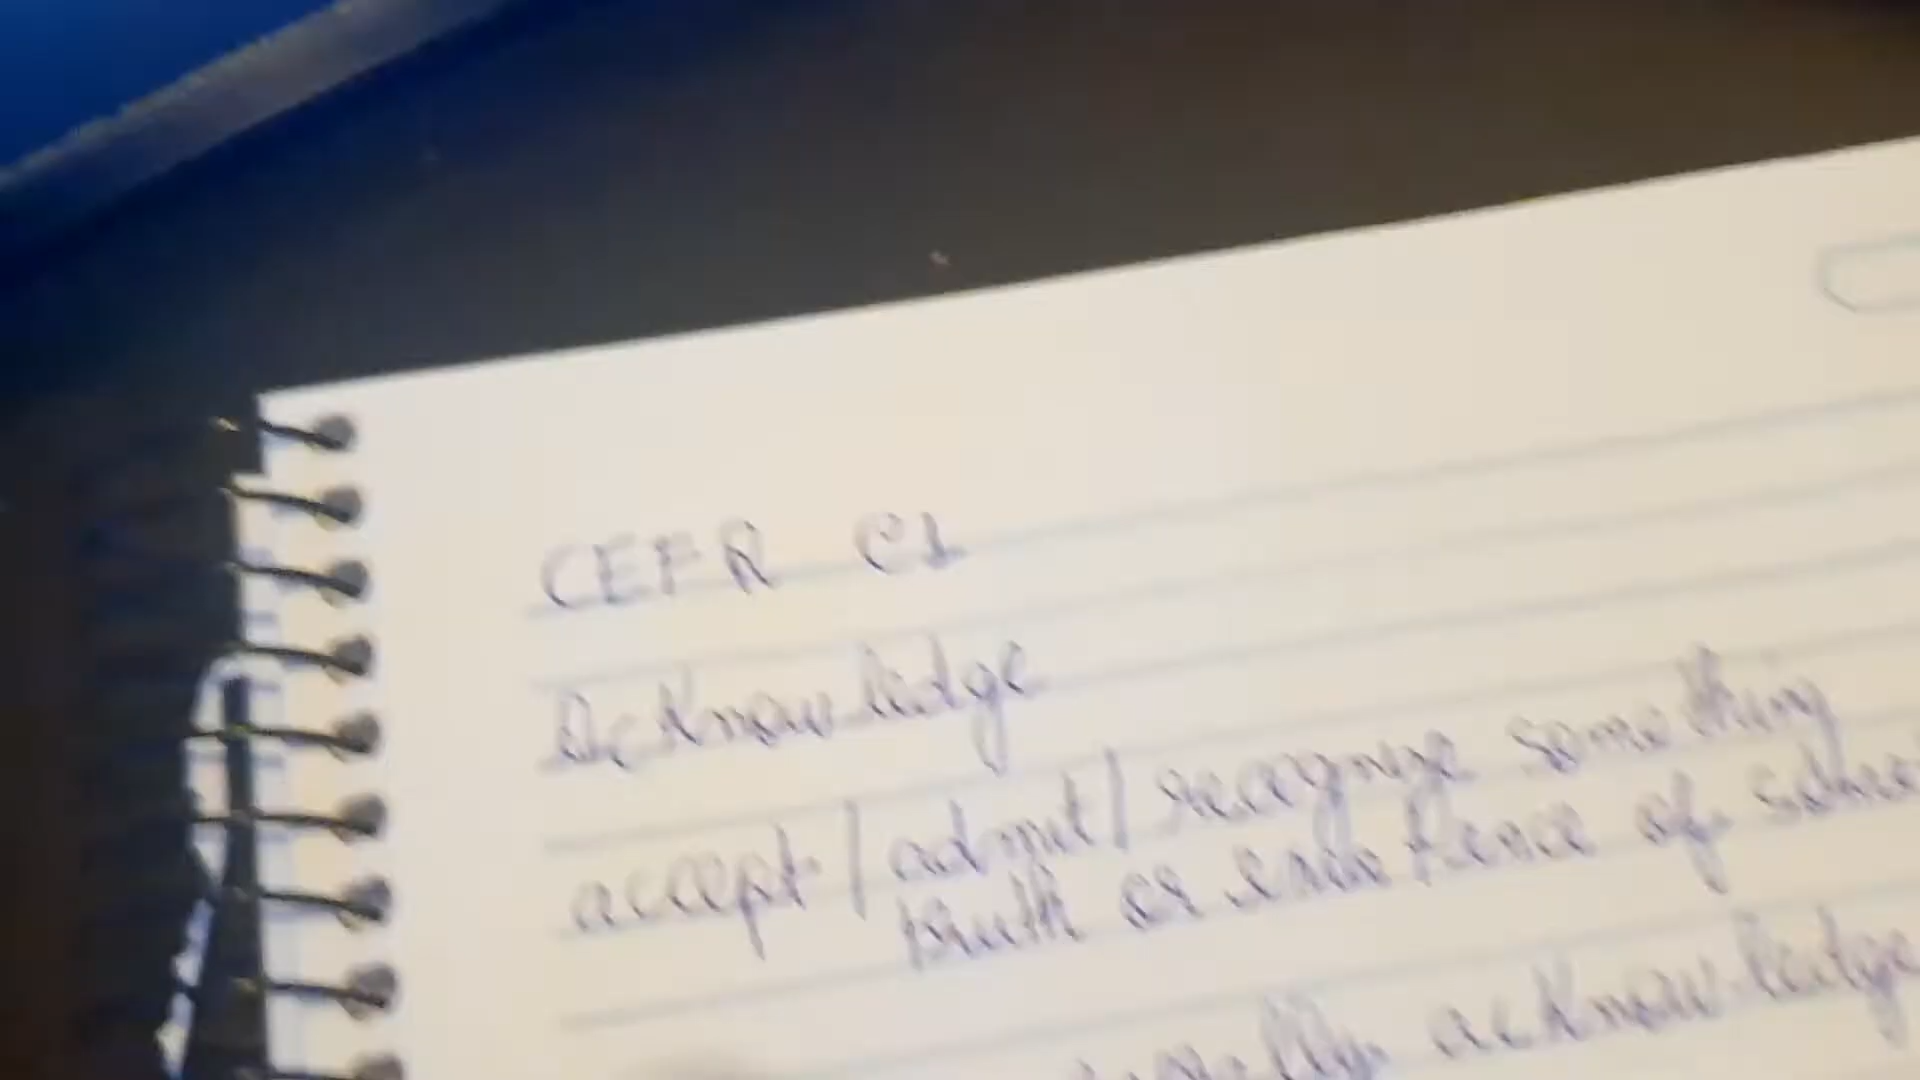 CEFR C1
Acknowledge
accept / admit / recognize something
truth or existence of
acknowledge